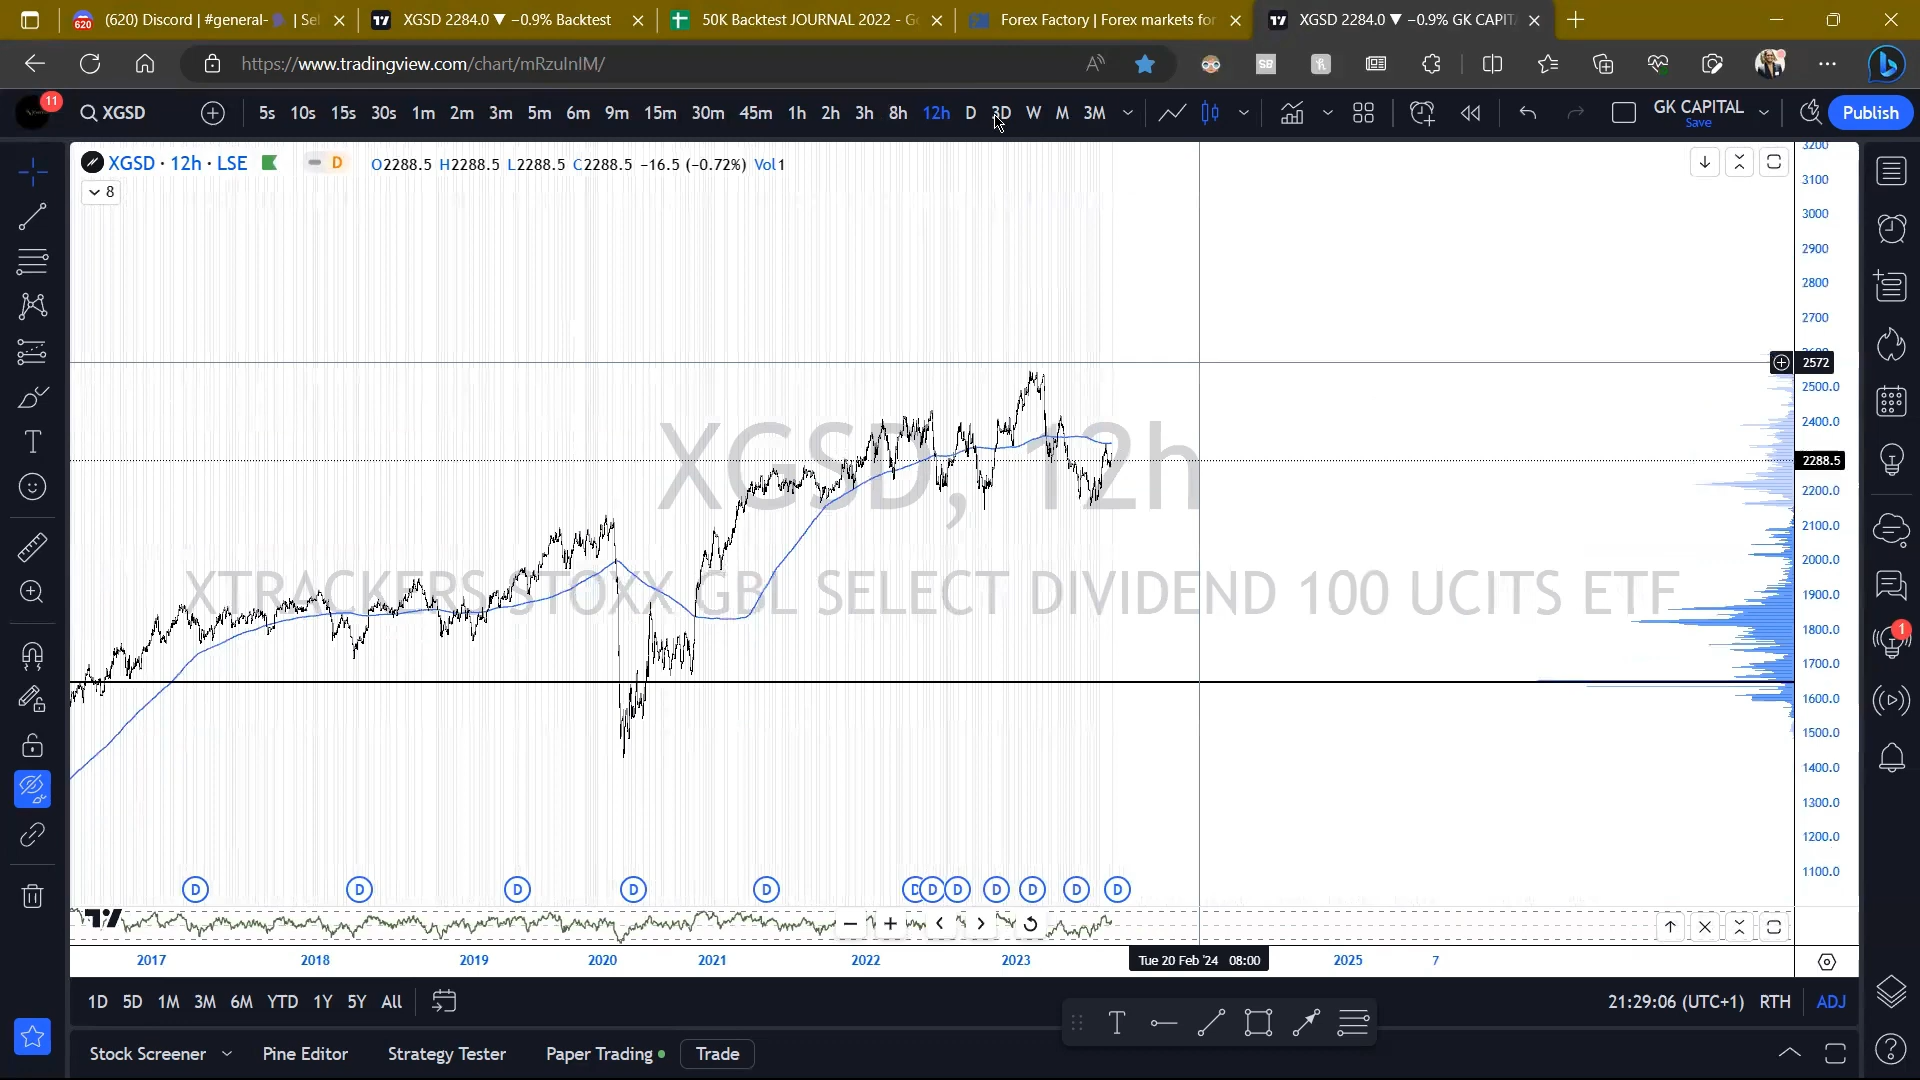 (620) Discord | #general-
XGSD 2284.0 ▼ −0.9% Backtest
50K Backtest JOURNAL 2022 - G
Forex Factory | Forex markets for
XGSD 2284.0 ▼ −0.9% GK CAPIT
https://www.tradingview.com/chart/mRzuInIM/
11
XGSD
5s 10s 15s 30s 1m 2m 3m 5m 6m 9m 15m 30m 45m 1h 2h 3h 8h 12h D 3D W M 3M
GK CAPITAL
Save
Publish
XGSD · 12h · LSE
D
O2288.5 H2288.5 L2288.5 C2288.5 −16.5 (−0.72%) Vol1
8
XGSD, 12h
XTRACKERS STOXX GBL SELECT DIVIDEND 100 UCITS ETF
3200
3100
3000
2900
2800
2700
2572
2500.0
2400.0
2288.5
2200.0
2100.0
2000.0
1900.0
1800.0
1700.0
1600.0
1500.0
1400.0
1300.0
1200.0
1100.0
1
D D D D D D D D D D D D
2017 2018 2019 2020 2021 2022 2023 Tue 20 Feb '24 08:00 2025 7
1D 5D 1M 3M 6M YTD 1Y 5Y All
21:29:06 (UTC+1) RTH ADJ
Stock Screener Pine Editor Strategy Tester Paper Trading Trade